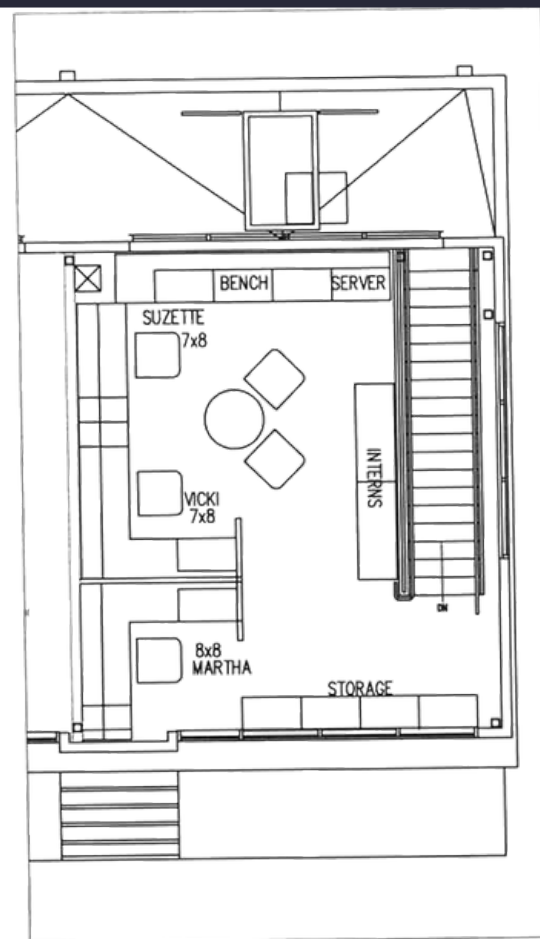 BENCH
SERVER
SUZETTE
7x8
INTERNS
VICKI
7x8
DN
8x8
MARTHA
STORAGE